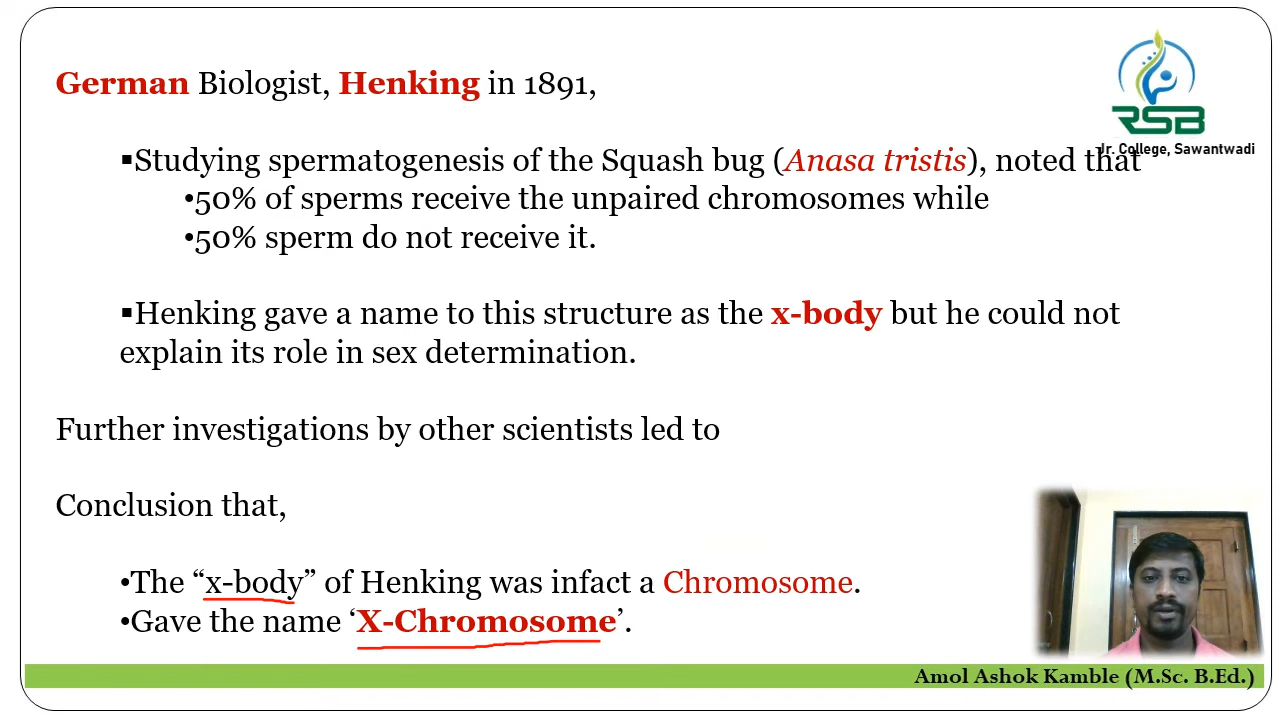 German Biologist, Henking in 1891,
RSB
Jr. College, Sawantwadi
▪Studying spermatogenesis of the Squash bug (Anasa tristis), noted that
•50% of sperms receive the unpaired chromosomes while
•50% sperm do not receive it.
▪Henking gave a name to this structure as the x-body but he could not
explain its role in sex determination.
Further investigations by other scientists led to
Conclusion that,
•The “x-body” of Henking was infact a Chromosome.
•Gave the name ‘X-Chromosome’.
Amol Ashok Kamble (M.Sc. B.Ed.)